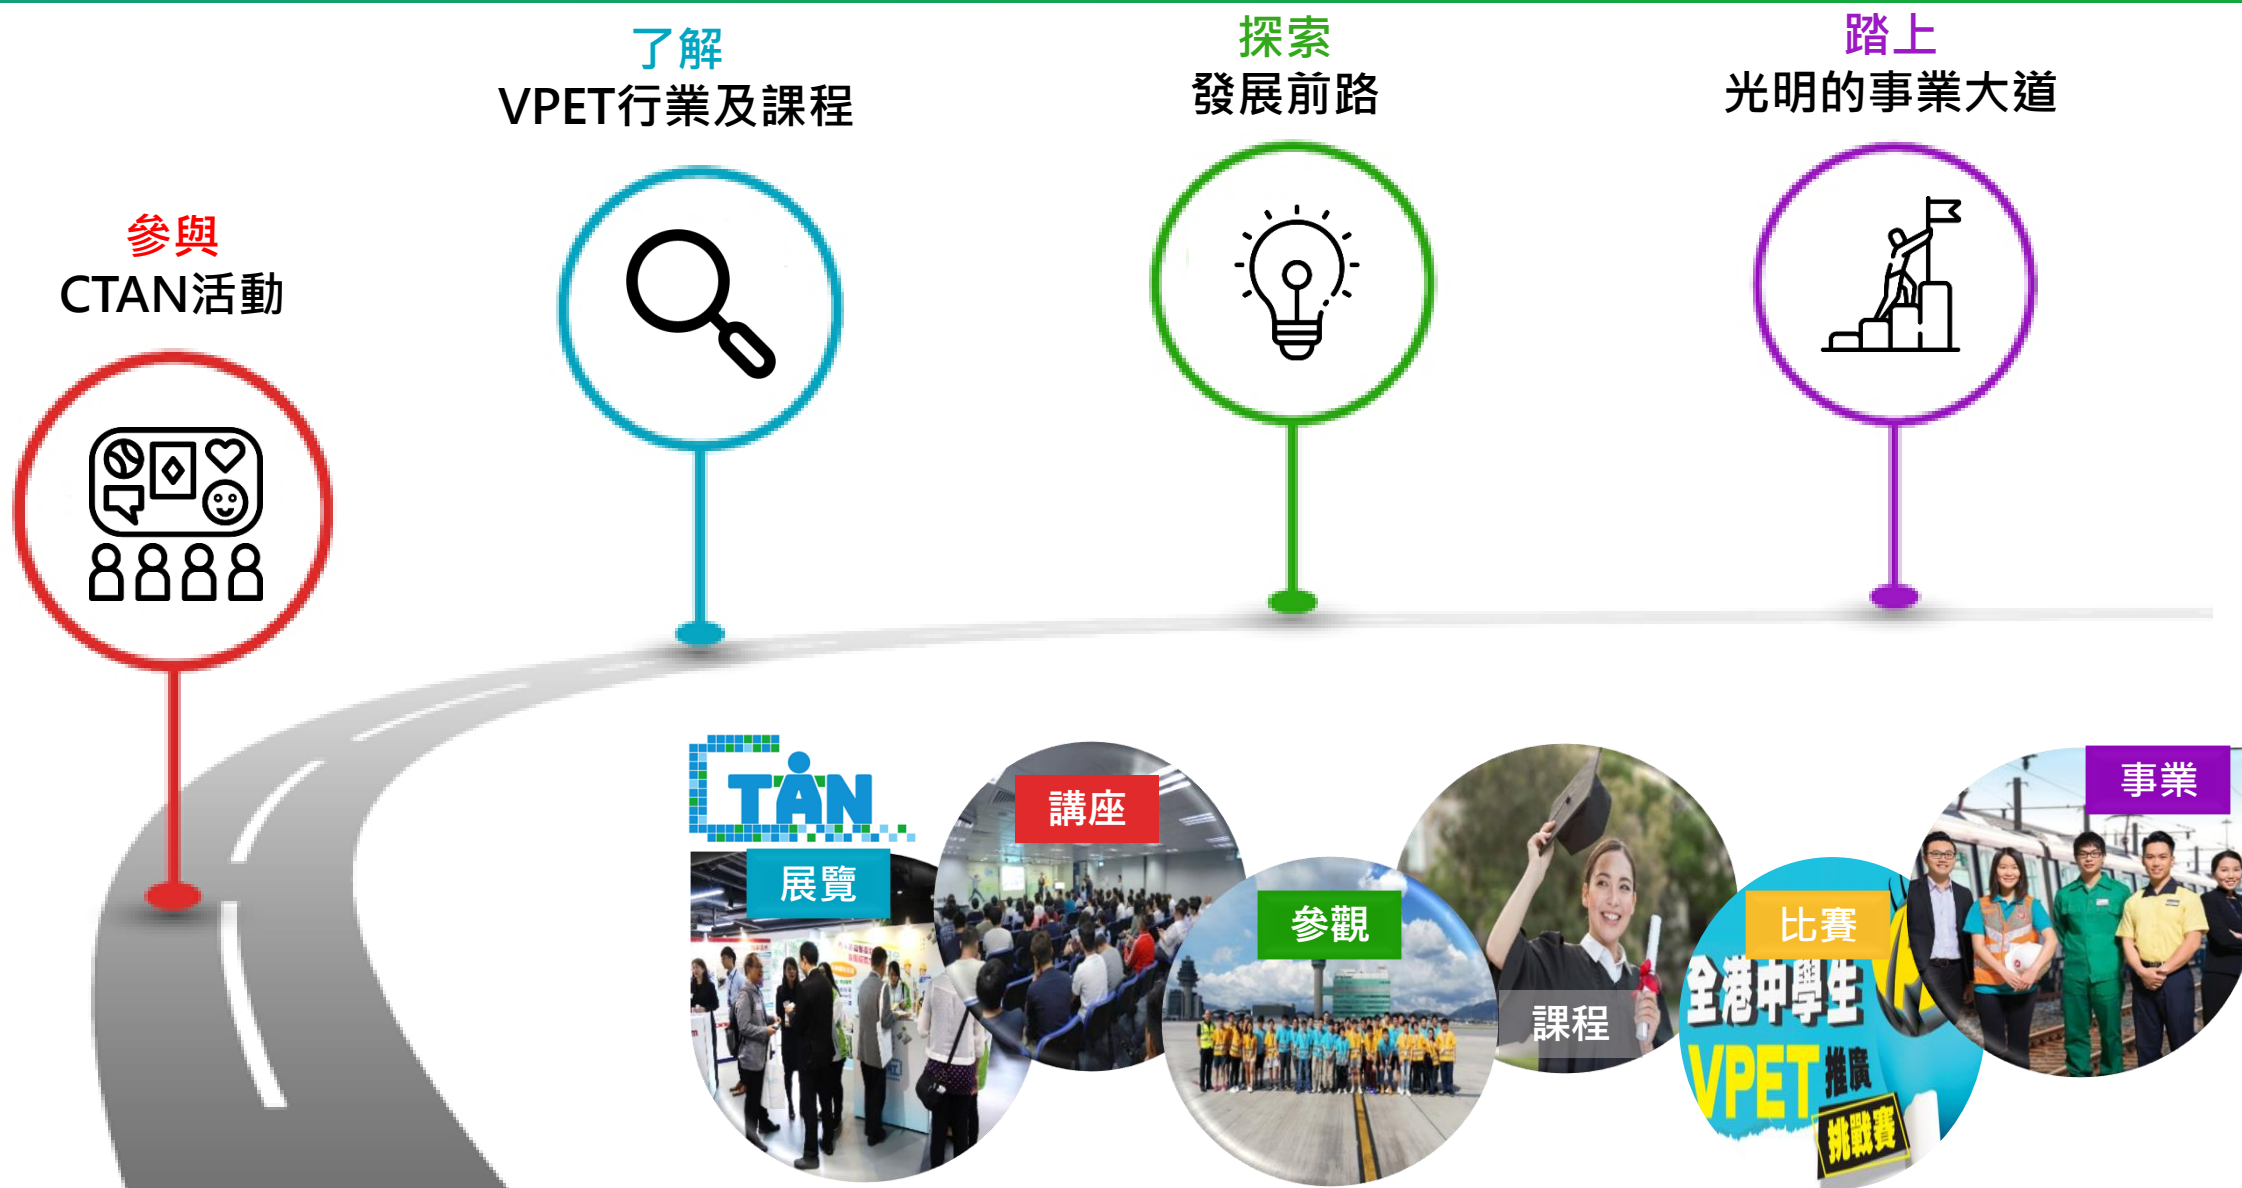 參與
CTAN活動
了解
VPET行業及課程
探索
發展前路
踏上
光明的事業大道
CTAN
展覽
講座
參觀
課程
比賽
全港中學生
VPET推廣
挑戰賽
事業